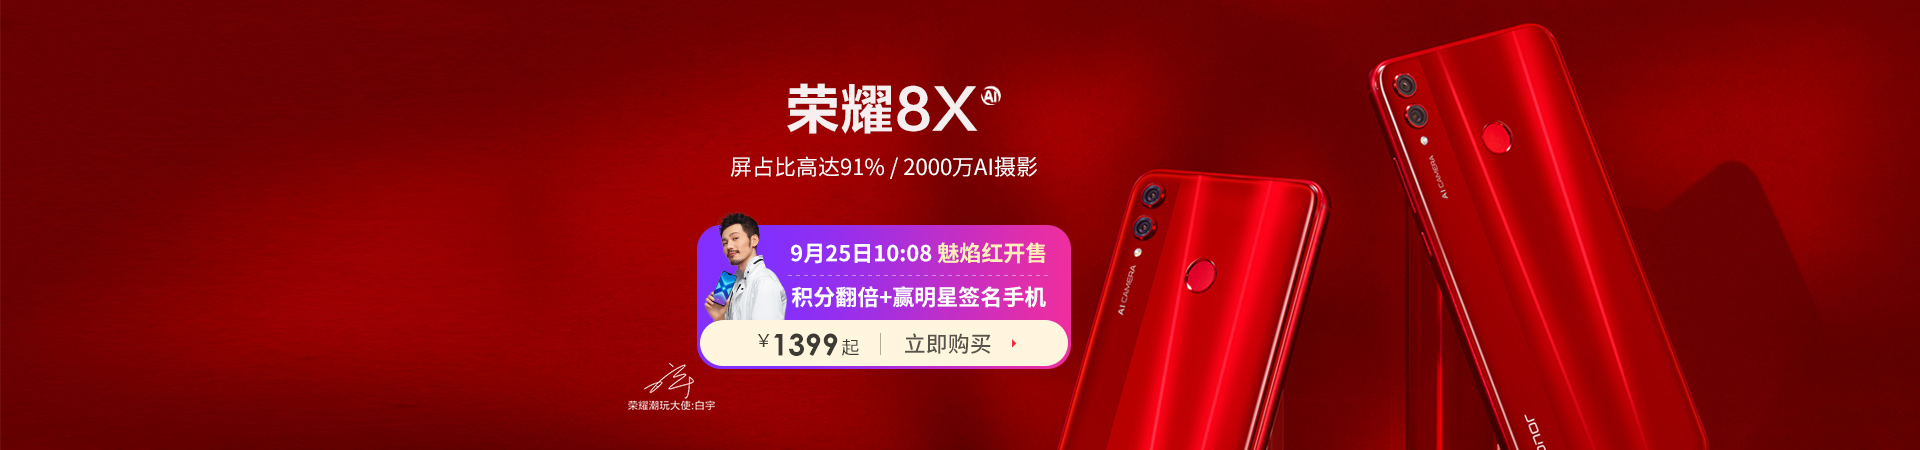 荣耀8X AI
屏占比高达91% / 2000万AI摄影
9月25日10:08 魅焰红开售
积分翻倍+赢明星签名手机
¥1399起 立即购买
荣耀潮玩大使:白宇
AI CAMERA
AI CAMERA